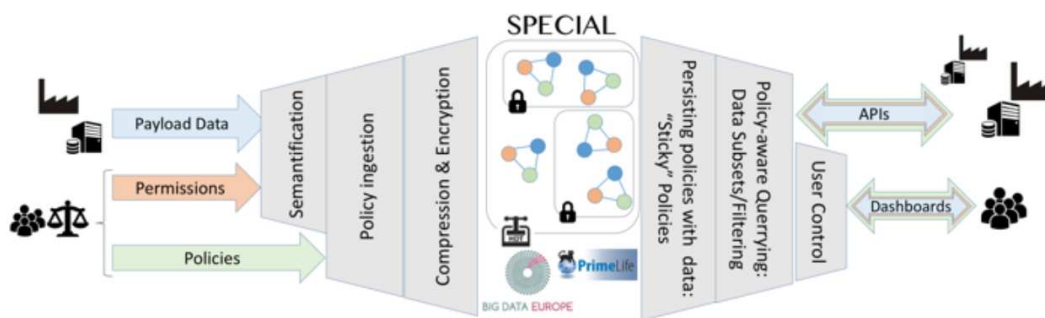 SPECIAL
Payload Data
Permissions
Policies
Semantification
Policy ingestion
Compression & Encryption
HDT
BIG DATA EUROPE
PrimeLife
Persisting policies with data:
"Sticky" Policies
Policy-aware Querrying:
Data Subsets/Filtering
User Control
APIs
Dashboards